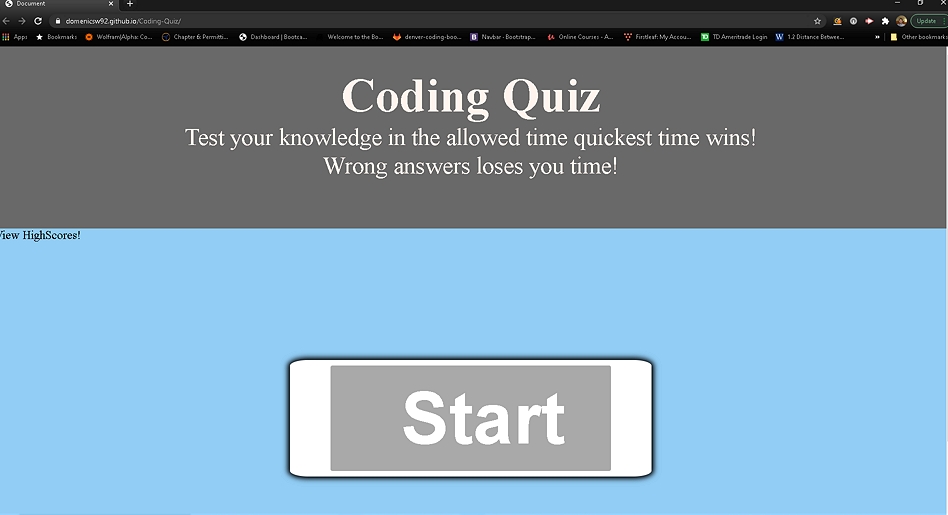 Document
domenicsw92.github.io/Coding-Quiz/
Update
Apps Bookmarks Wolfram|Alpha: Co... Chapter 6: Permitti... Dashboard | Bootca... Welcome to the Bo... denver-coding-boo... Navbar · Bootstrap... Online Courses - A... Firstleaf: My Accou... TD Ameritrade Login 1.2 Distance Betwee... » Other bookmarks
Coding Quiz
Test your knowledge in the allowed time quickest time wins!
Wrong answers loses you time!
View HighScores!
Start